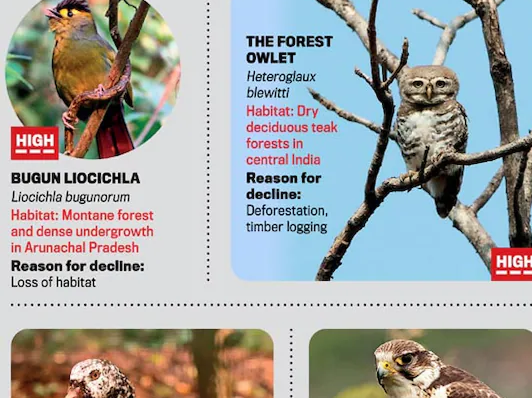 HIGH
BUGUN LIOCICHLA
Liocichla bugunorum
Habitat: Montane forest
and dense undergrowth
in Arunachal Pradesh
Reason for decline:
Loss of habitat
THE FOREST
OWLET
Heteroglaux
blewitti
Habitat: Dry
deciduous teak
forests in
central India
Reason for
decline:
Deforestation,
timber logging
HIGH